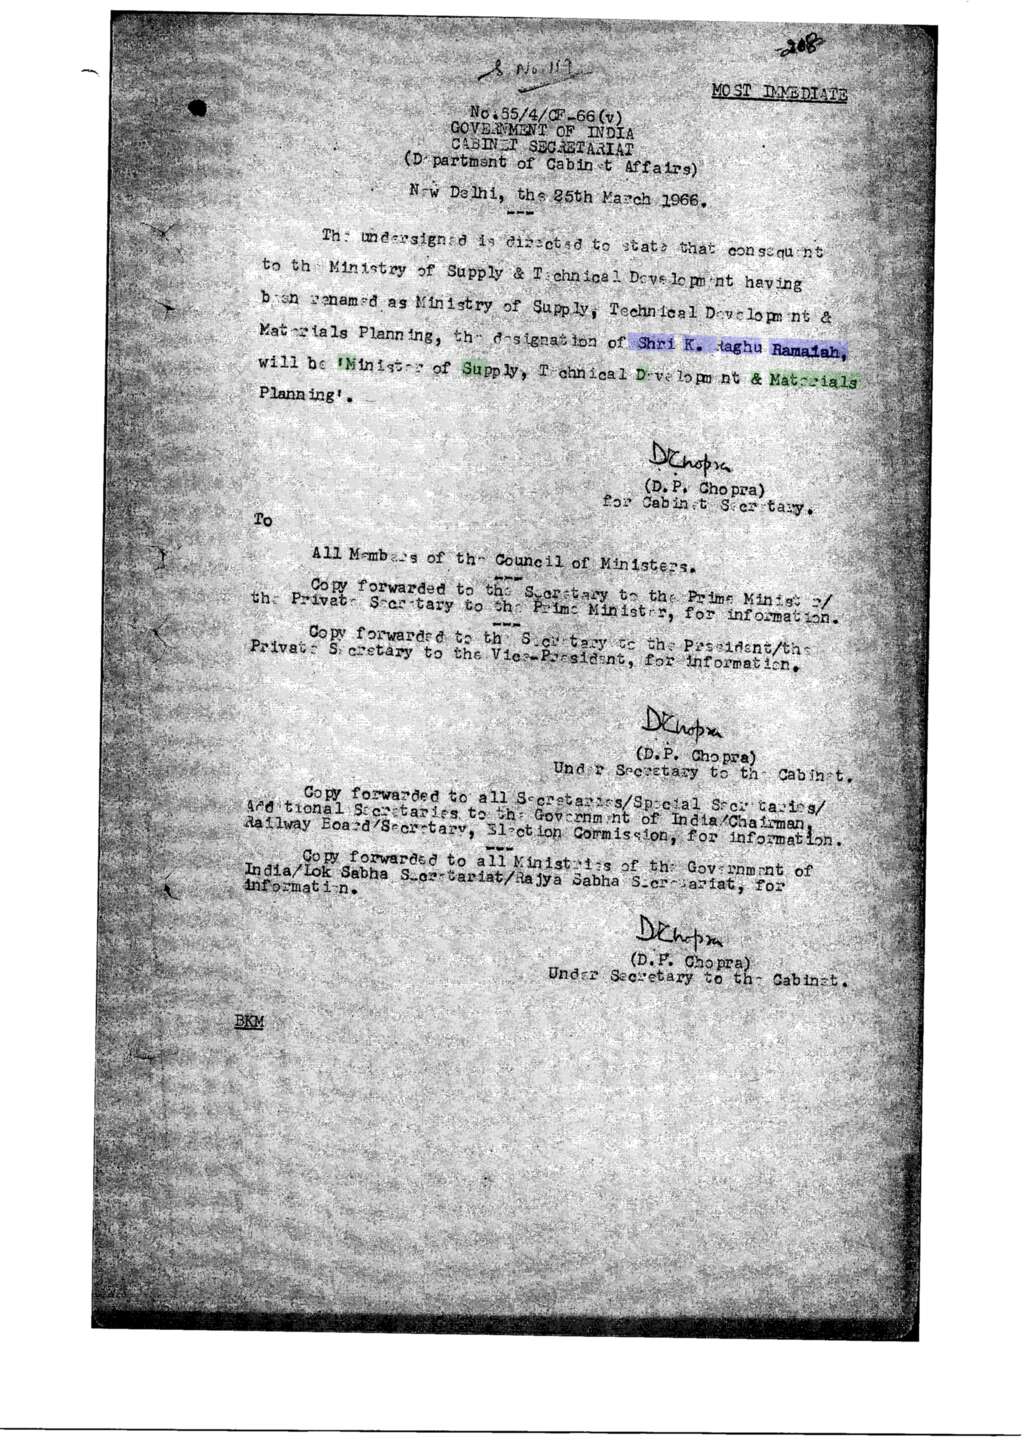 -208-
S No. 119
MOST IMMEDIATE
No.55/4/CF-66(v)
GOVERNMENT OF INDIA
CABINET SECRETARIAT
(Department of Cabinet Affairs)
New Delhi, the 25th March 1966.
---
The undersigned is directed to state that consequent
to the Ministry of Supply & Technical Development having
been renamed as Ministry of Supply, Technical Development &
Materials Planning, the designation of Shri K. Raghu Ramaiah,
will be 'Minister of Supply, Technical Development & Materials
Planning'.
DPChopra
(D.P. Chopra)
for Cabinet Secretary.
To
All Members of the Council of Ministers.
---
Copy forwarded to the Secretary to the Prime Minister/
the Private Secretary to the Prime Minister, for information.
---
Copy forwarded to the Secretary to the President/the
Private Secretary to the Vice-President, for information.
DPChopra
(D.P. Chopra)
Under Secretary to the Cabinet.
Copy forwarded to all Secretaries/Special Secretaries/
Additional Secretaries to the Government of India/Chairman,
Railway Board/Secretary, Election Commission, for information.
---
Copy forwarded to all Ministries of the Government of
India/Lok Sabha Secretariat/Rajya Sabha Secretariat, for
information.
DPChopra
(D.P. Chopra)
Under Secretary to the Cabinet.
BKM